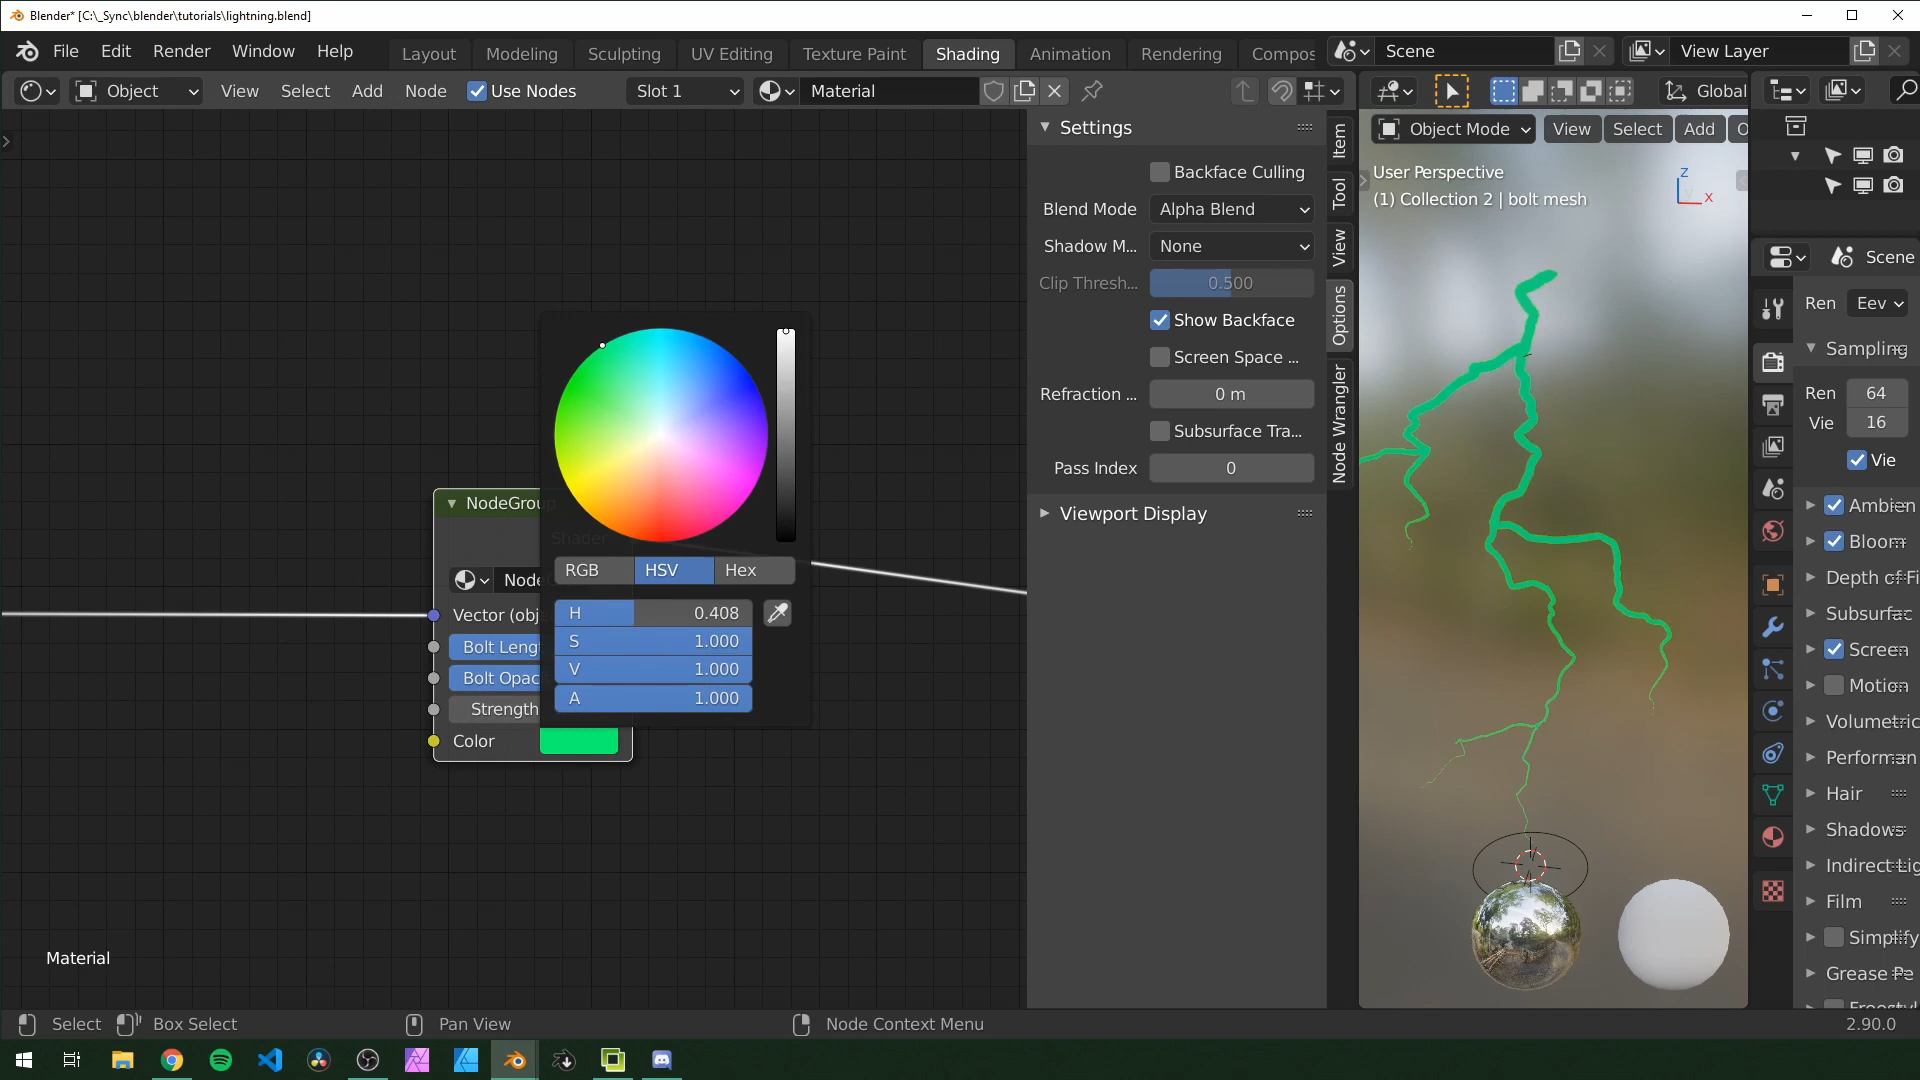 Blender* [C:\_Sync\blender\tutorials\lightning.blend]
File Edit Render Window Help
Layout Modeling Sculpting UV Editing Texture Paint Shading Animation Rendering Compos
Scene
View Layer
Object View Select Add Node Use Nodes Slot 1 Material
Global
Settings
Backface Culling
Blend Mode Alpha Blend
Shadow M... None
Clip Thresh... 0.500
Show Backface
Screen Space ...
Refraction ... 0 m
Subsurface Tra...
Pass Index 0
Viewport Display
Item
Tool
View
Options
Node Wrangler
Object Mode View Select Add O
User Perspective
(1) Collection 2 | bolt mesh
Z
X
Scene
Ren Eev
Sampling
Ren 64
Vie 16
Vie
Ambien
Bloom
Depth of Fi
Subsurfac
Screen
Motion
Volumetric
Performan
Hair
Shadows
Indirect Lig
Film
Simplify
Grease Pe
Freestyl
NodeGroup
Shader
Node
Vector (obj
Bolt Leng
Bolt Opac
Strength
Color
RGB HSV Hex
H 0.408
S 1.000
V 1.000
A 1.000
Material
Select Box Select Pan View Node Context Menu 2.90.0